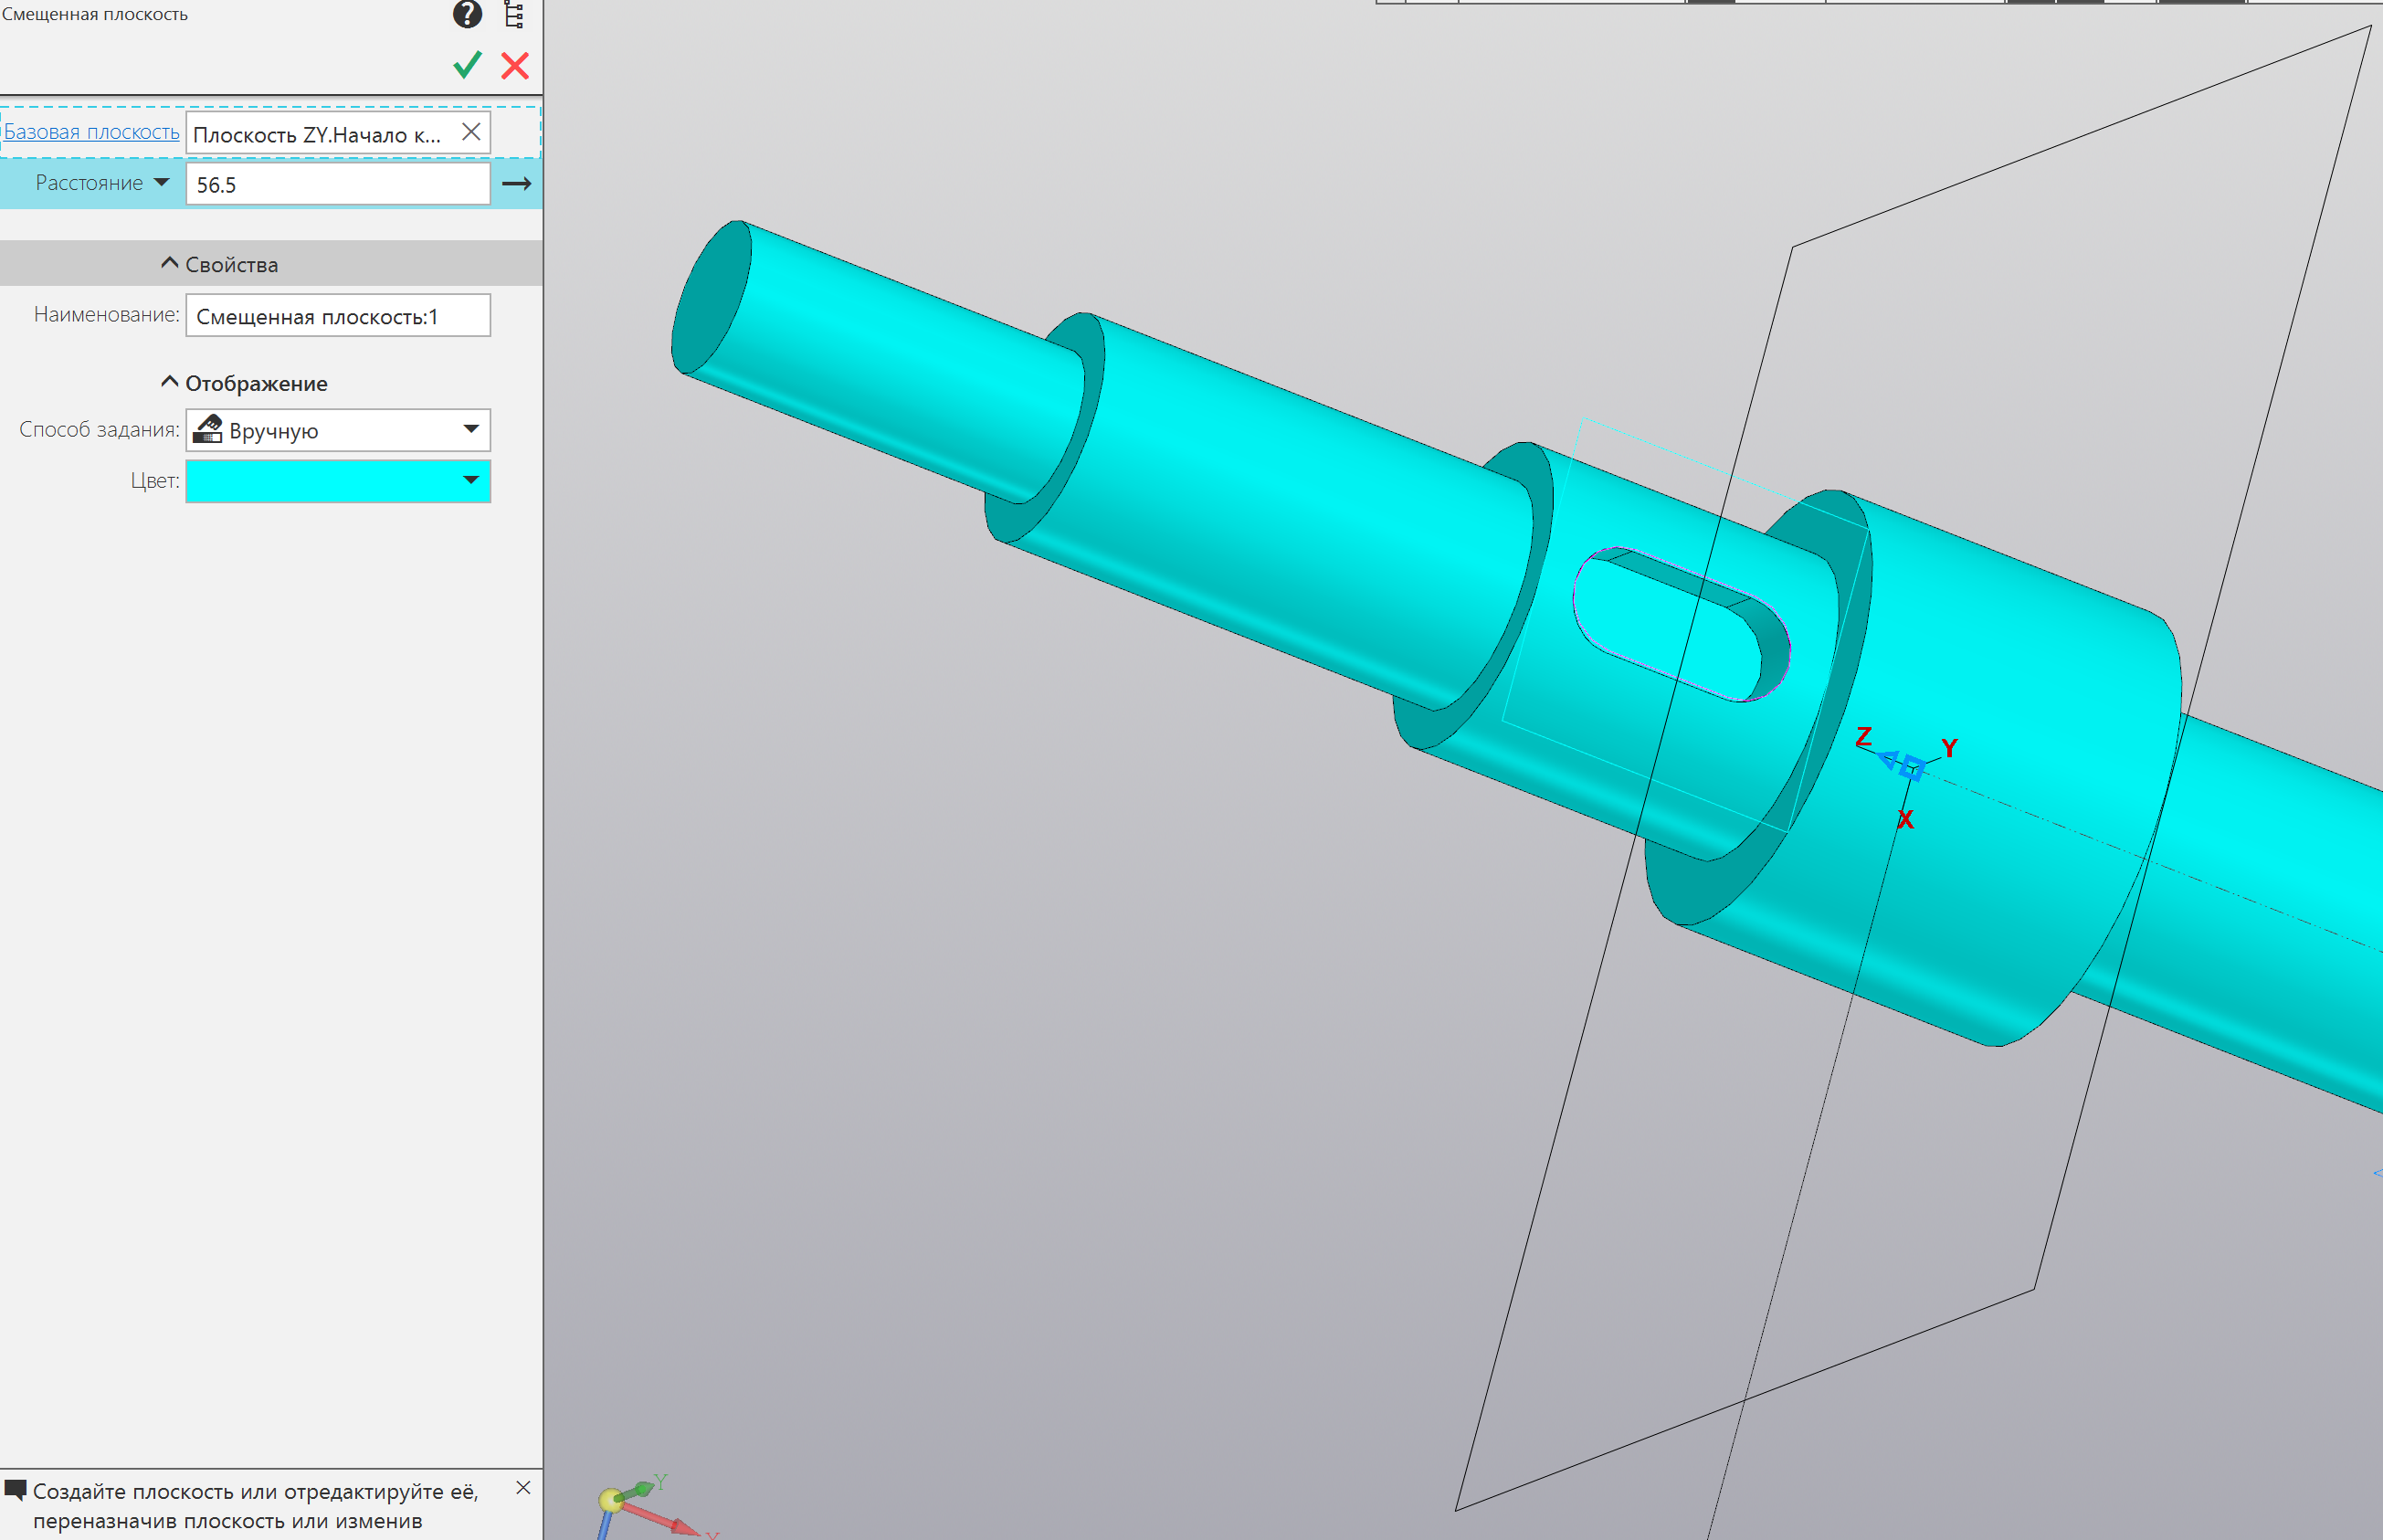 Смещенная плоскость
?
Базовая плоскость Плоскость ZY.Начало к...
Расстояние 56.5
Свойства
Наименование: Смещенная плоскость:1
Отображение
Способ задания: Вручную
Цвет:
Z Y
X
Y
X
Создайте плоскость или отредактируйте её,
переназначив плоскость или изменив